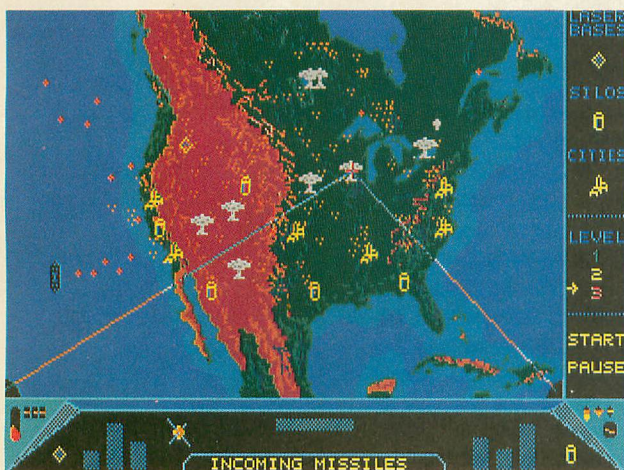 LASER
BASES
SILOS
CITIES
LEVEL
1
2
3
START
PAUSE
INCOMING MISSILES